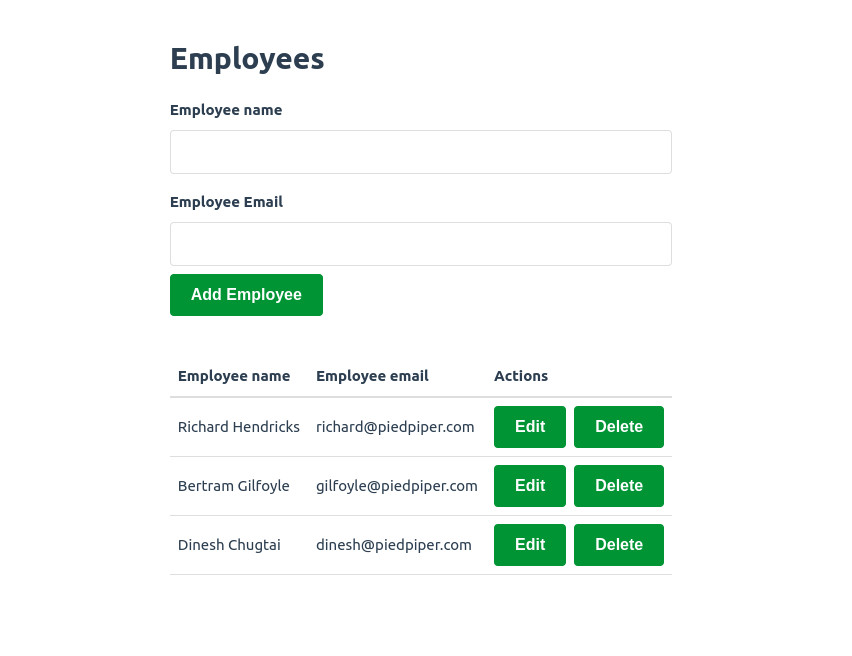 Employees
Employee name
Employee Email
Add Employee
Employee name Employee email Actions
Richard Hendricks richard@piedpiper.com Edit Delete
Bertram Gilfoyle gilfoyle@piedpiper.com Edit Delete
Dinesh Chugtai dinesh@piedpiper.com Edit Delete